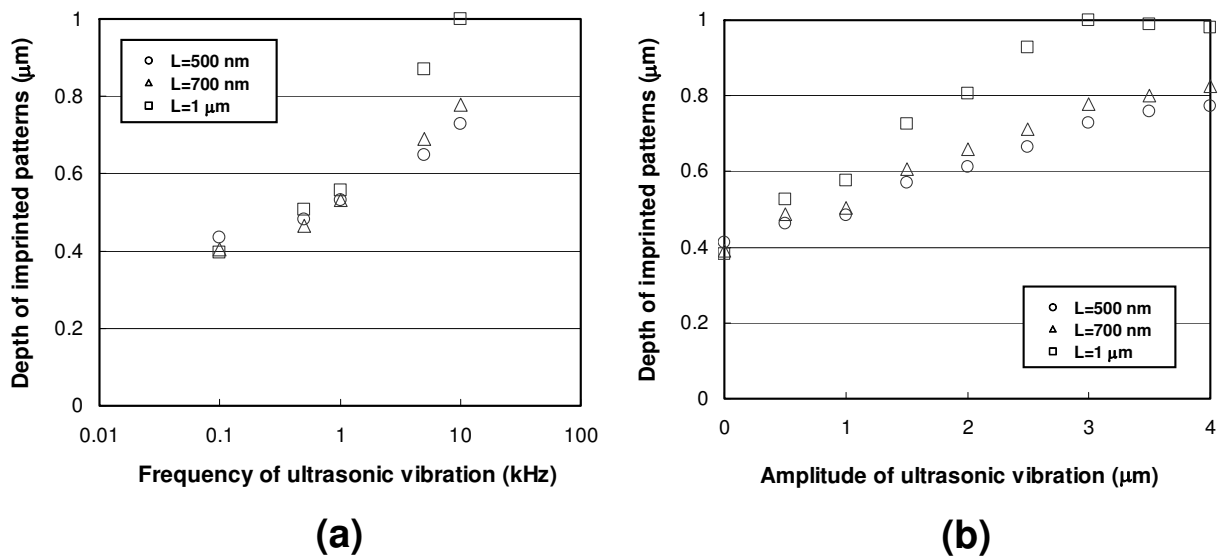 1
0.8
0.6
0.4
0.2
0
0.01 0.1 1 10 100
Depth of imprinted patterns (μm)
Frequency of ultrasonic vibration (kHz)
L=500 nm
L=700 nm
L=1 μm
(a)
1
0.8
0.6
0.4
0.2
0
0 1 2 3 4
Depth of imprinted patterns (μm)
Amplitude of ultrasonic vibration (μm)
L=500 nm
L=700 nm
L=1 μm
(b)